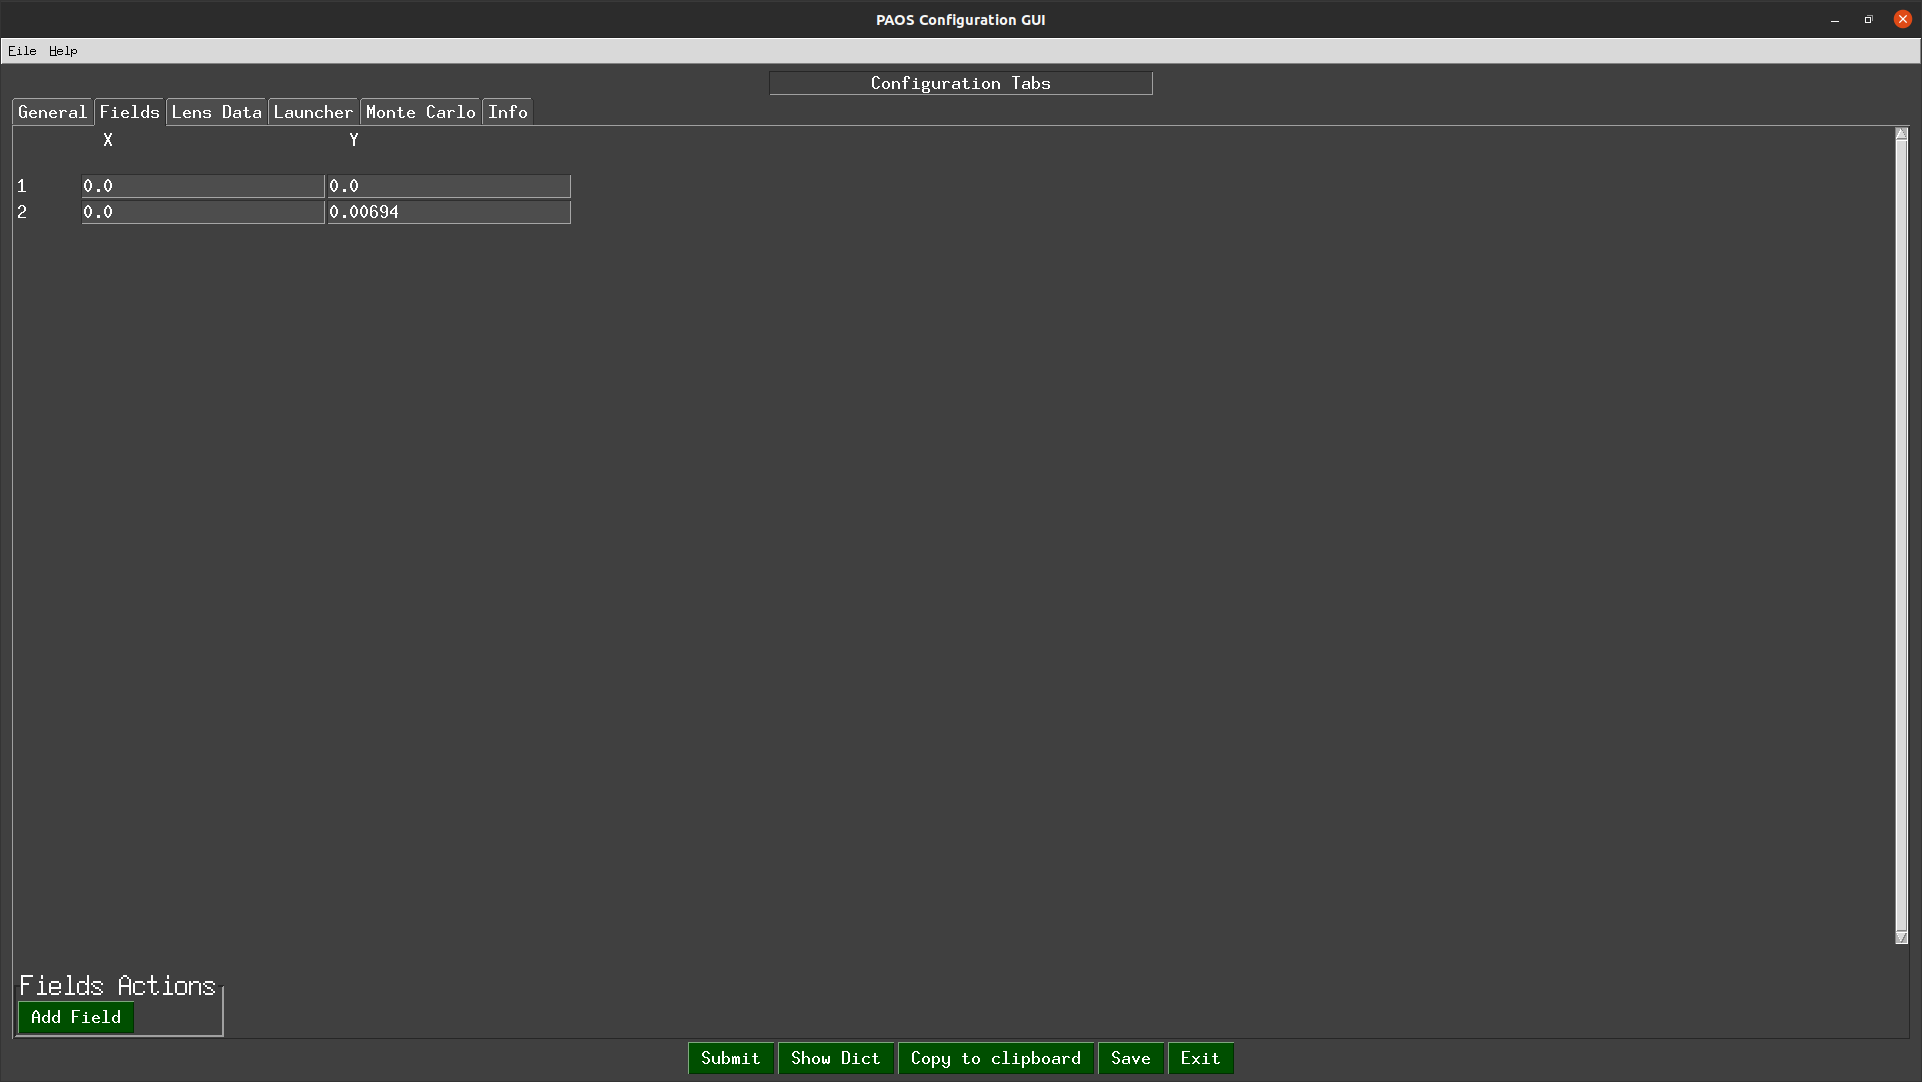 PAOS Configuration GUI
File Help
Configuration Tabs
General Fields Lens Data Launcher Monte Carlo Info
X Y
1 0.0 0.0
2 0.0 0.00694
Fields Actions
Add Field
Submit Show Dict Copy to clipboard Save Exit